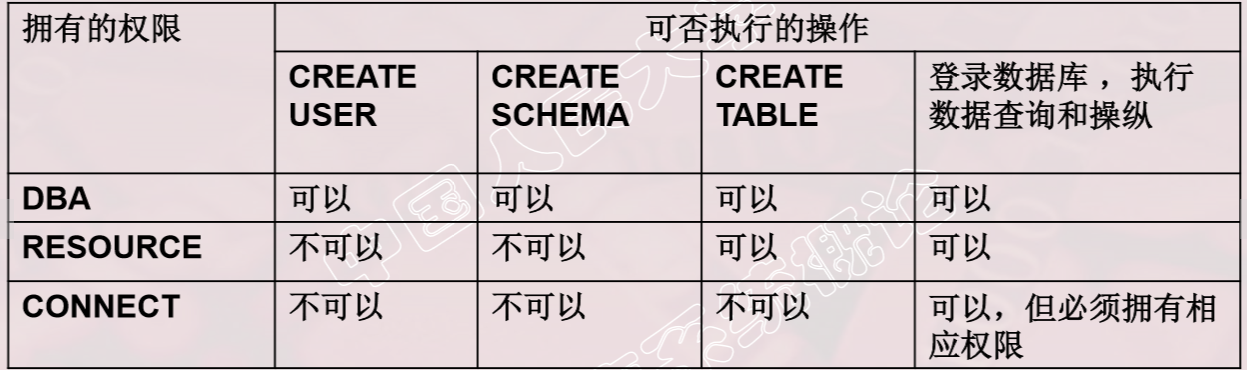 拥有的权限
可否执行的操作
CREATE
USER
CREATE
SCHEMA
CREATE
TABLE
登录数据库 ，执行
数据查询和操纵
DBA
可以
可以
可以
可以
RESOURCE
不可以
不可以
可以
可以
CONNECT
不可以
不可以
不可以
可以，但必须拥有相
应权限